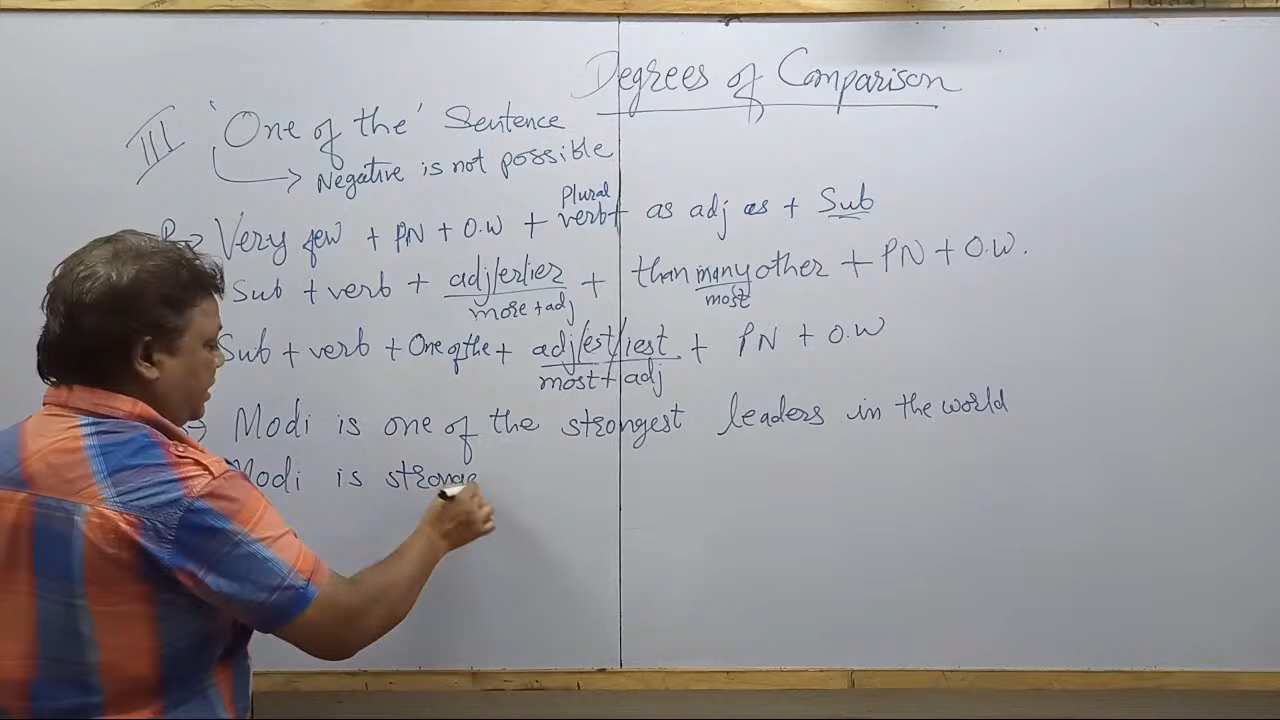 Degrees of Comparison
III 'One of the' Sentence
→ Negative is not possible
P → Very few + PN + O.W + Plural verb + as adj as + Sub
Sub + verb + adj/er/ier / more + adj + than many other / most + PN + O.W.
Sub + verb + One of the + adj/est/iest / most + adj + PN + O.W
→ Modi is one of the strongest leaders in the world
Modi is stronge